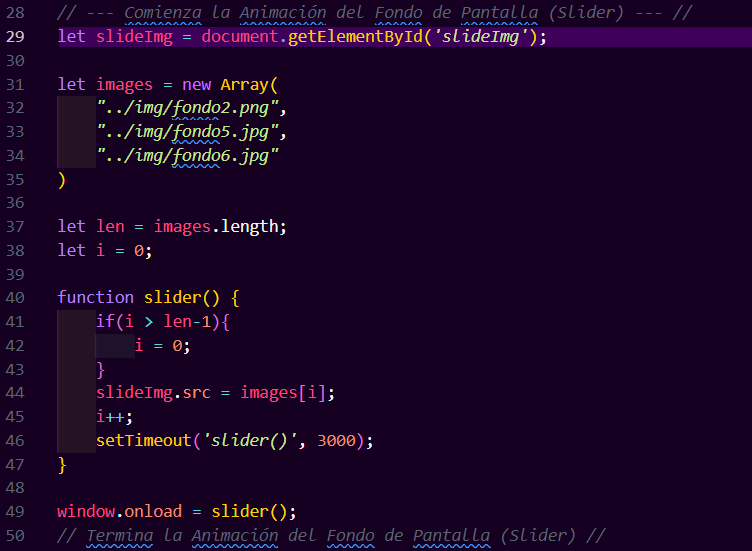 28 // --- Comienza la Animación del Fondo de Pantalla (Slider) --- //
29 let slideImg = document.getElementById('slideImg');
30
31 let images = new Array(
32     "../img/fondo2.png",
33     "../img/fondo5.jpg",
34     "../img/fondo6.jpg"
35 )
36
37 let len = images.length;
38 let i = 0;
39
40 function slider() {
41     if(i > len-1){
42         i = 0;
43     }
44     slideImg.src = images[i];
45     i++;
46     setTimeout('slider()', 3000);
47 }
48
49 window.onload = slider();
50 // Termina la Animación del Fondo de Pantalla (Slider) //